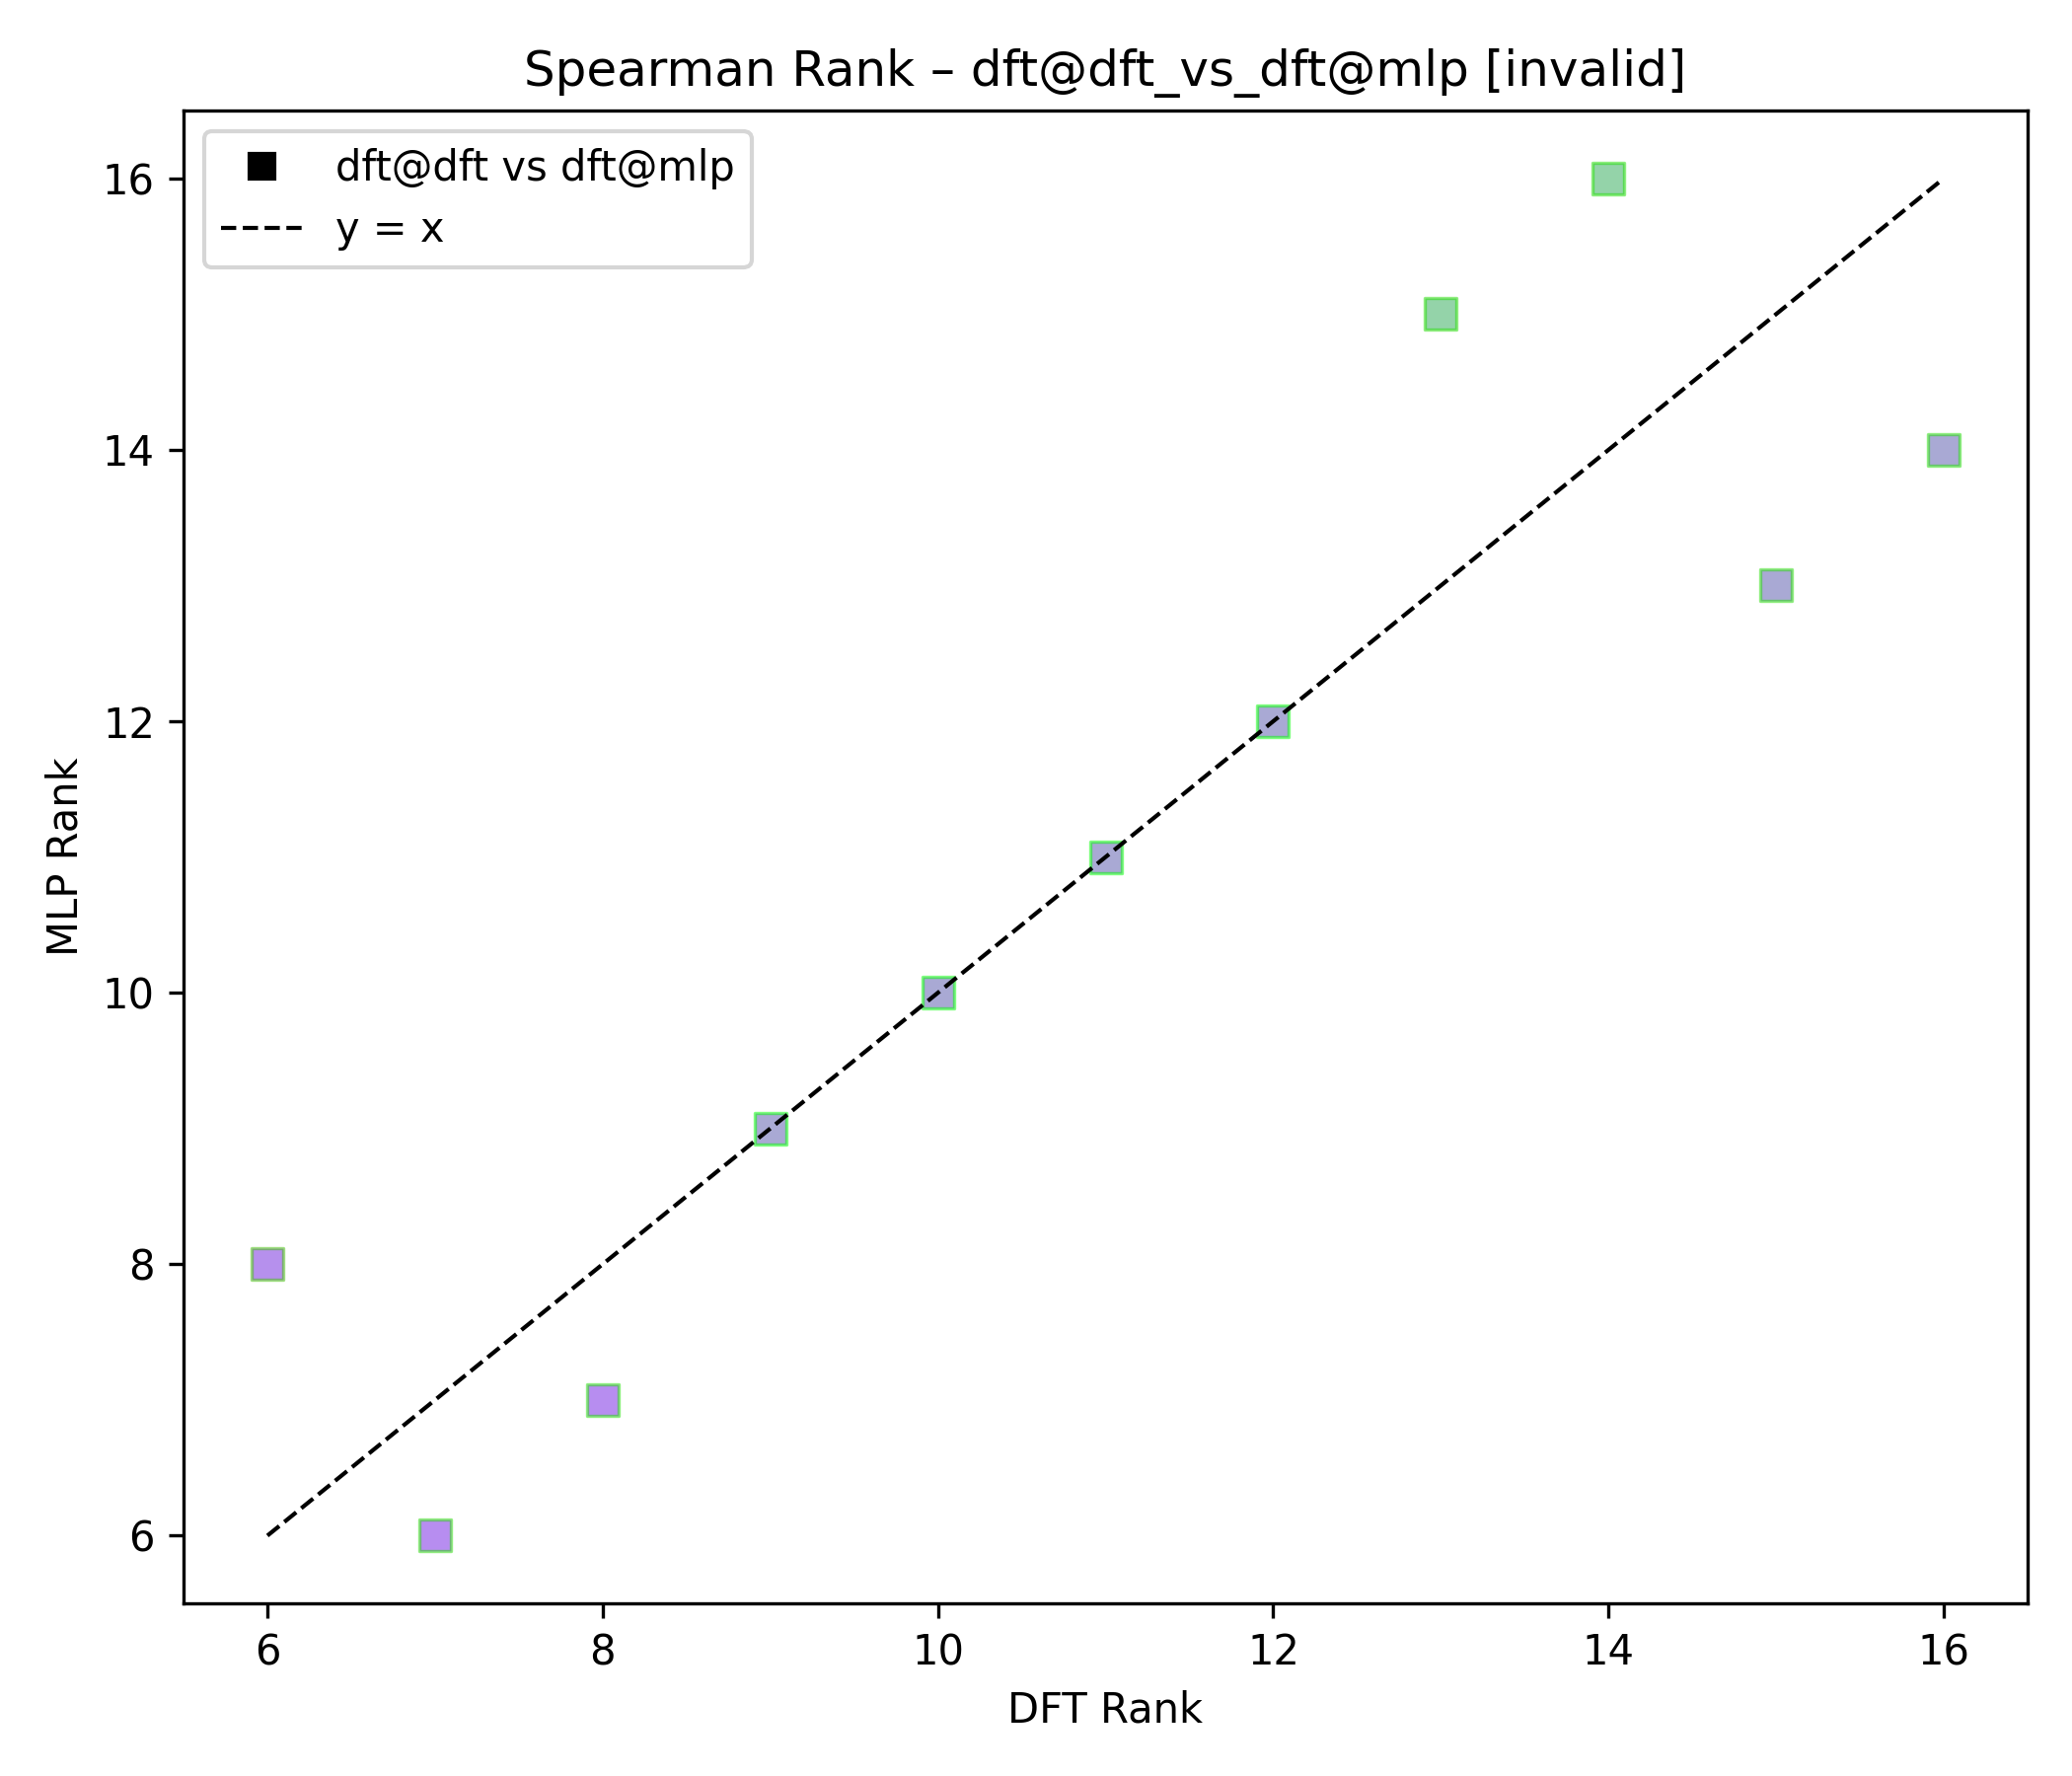 Spearman Rank – dft@dft_vs_dft@mlp [invalid]
dft@dft vs dft@mlp
y = x
16
14
12
10
8
6
MLP Rank
6 8 10 12 14 16
DFT Rank